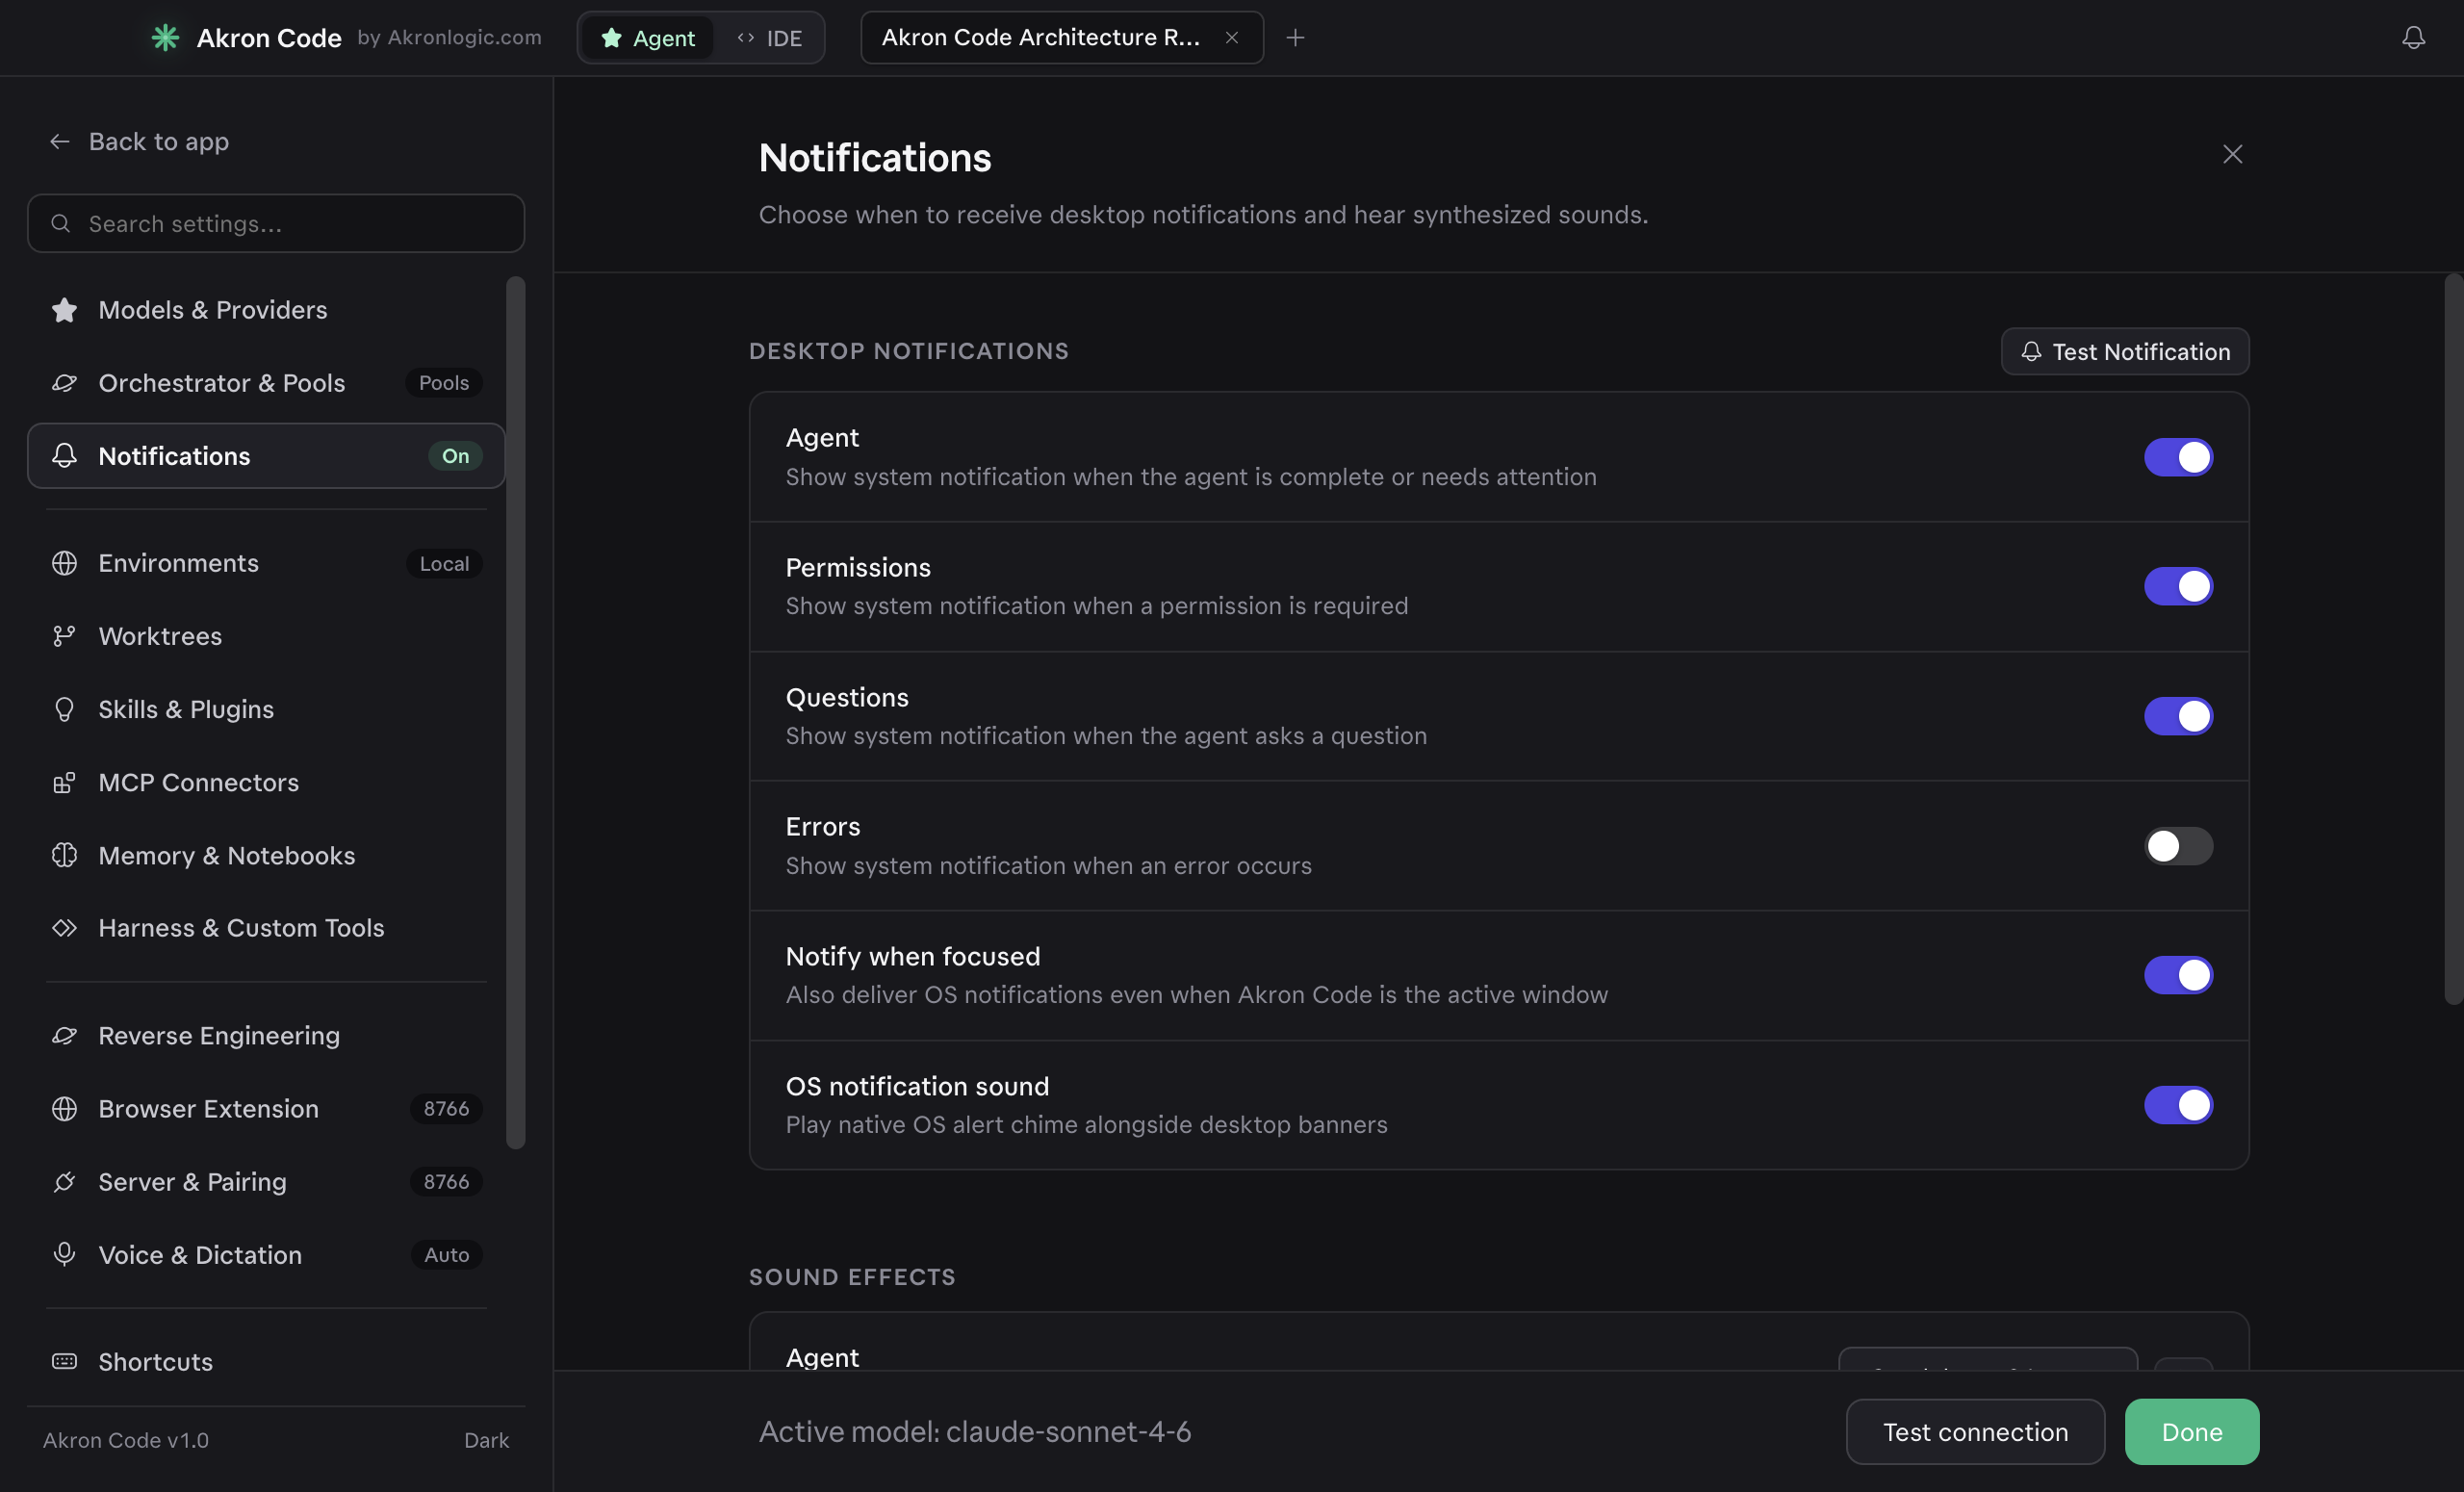 Akron Code by Akronlogic.com
Agent
IDE
Akron Code Architecture R...
Back to app
Search settings...
Models & Providers
Orchestrator & Pools Pools
Notifications On
Environments Local
Worktrees
Skills & Plugins
MCP Connectors
Memory & Notebooks
Harness & Custom Tools
Reverse Engineering
Browser Extension 8766
Server & Pairing 8766
Voice & Dictation Auto
Shortcuts
Akron Code v1.0 Dark
Notifications
Choose when to receive desktop notifications and hear synthesized sounds.
DESKTOP NOTIFICATIONS
Test Notification
Agent
Show system notification when the agent is complete or needs attention
Permissions
Show system notification when a permission is required
Questions
Show system notification when the agent asks a question
Errors
Show system notification when an error occurs
Notify when focused
Also deliver OS notifications even when Akron Code is the active window
OS notification sound
Play native OS alert chime alongside desktop banners
SOUND EFFECTS
Agent
Active model: claude-sonnet-4-6
Test connection
Done